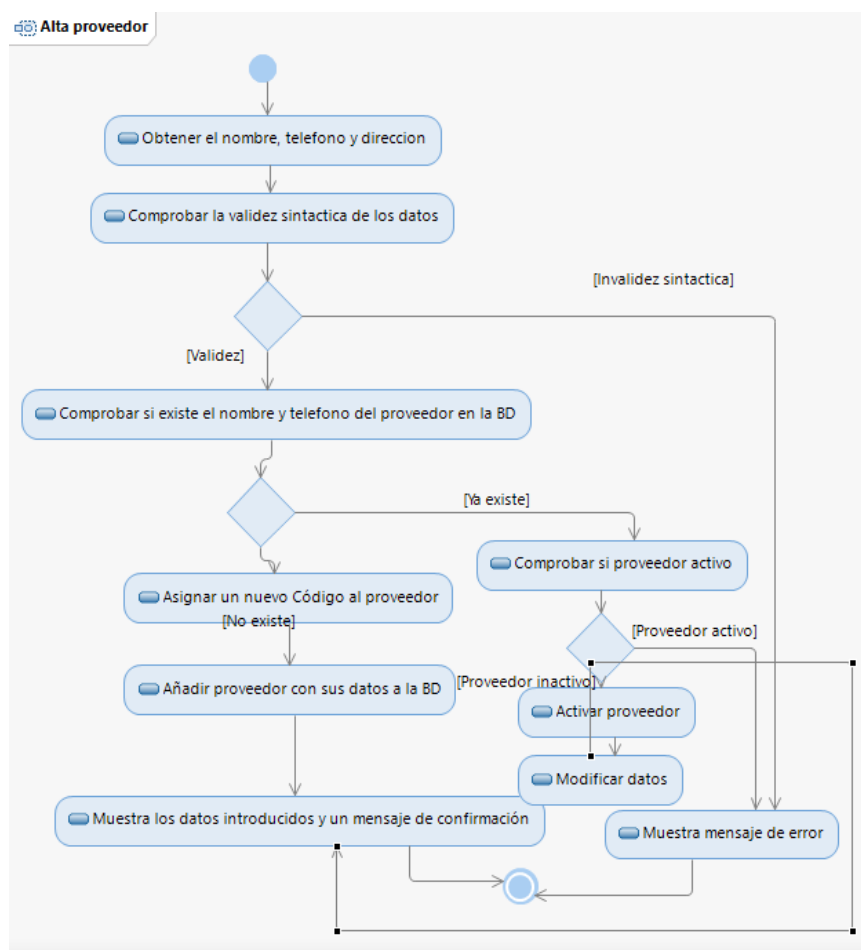 Alta proveedor
Obtener el nombre, telefono y direccion
Comprobar la validez sintactica de los datos
[Invalidez sintactica]
[Validez]
Comprobar si existe el nombre y telefono del proveedor en la BD
[Ya existe]
Comprobar si proveedor activo
Asignar un nuevo Código al proveedor
[No existe]
[Proveedor activo]
[Proveedor inactivo]
Añadir proveedor con sus datos a la BD
Activar proveedor
Modificar datos
Muestra los datos introducidos y un mensaje de confirmación
Muestra mensaje de error